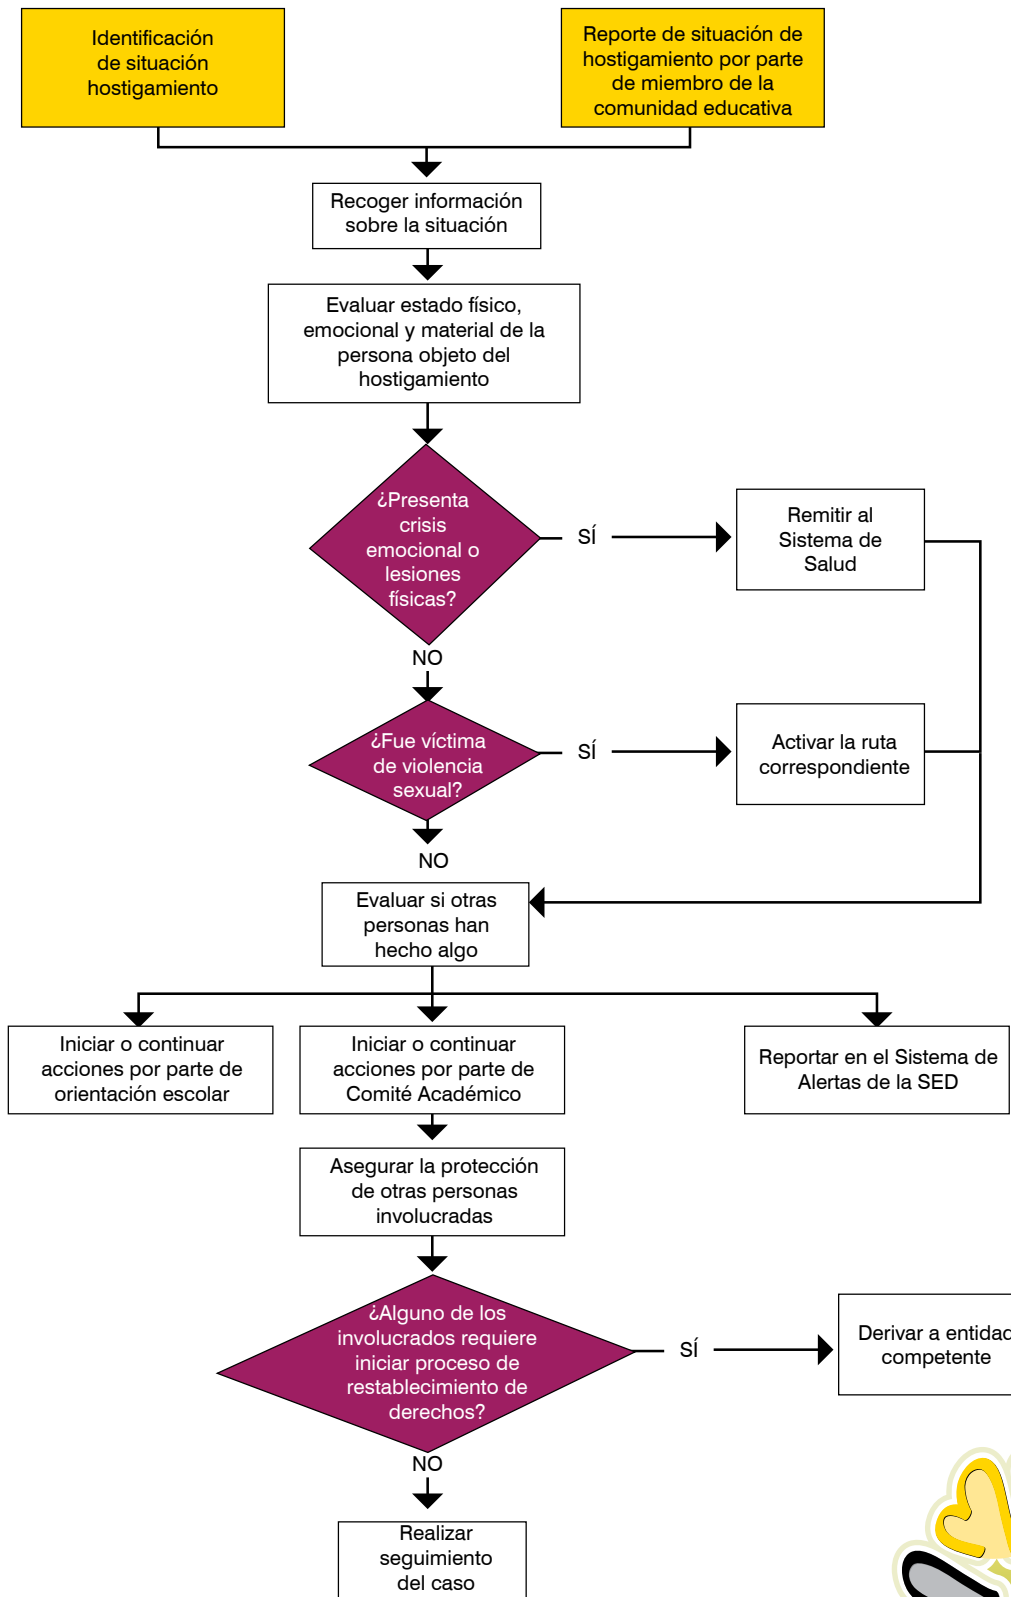 Identificación
de situación
hostigamiento
Reporte de situación de
hostigamiento por parte
de miembro de la
comunidad educativa
Recoger información
sobre la situación
Evaluar estado físico,
emocional y material de la
persona objeto del
hostigamiento
¿Presenta
crisis
emocional o
lesiones
físicas?
SÍ
Remitir al
Sistema de
Salud
NO
¿Fue víctima
de violencia
sexual?
SÍ
Activar la ruta
correspondiente
NO
Evaluar si otras
personas han
hecho algo
Iniciar o continuar
acciones por parte de
orientación escolar
Iniciar o continuar
acciones por parte de
Comité Académico
Reportar en el Sistema de
Alertas de la SED
Asegurar la protección
de otras personas
involucradas
¿Alguno de los
involucrados requiere
iniciar proceso de
restablecimiento de
derechos?
SÍ
Derivar a entidad
competente
NO
Realizar
seguimiento
del caso